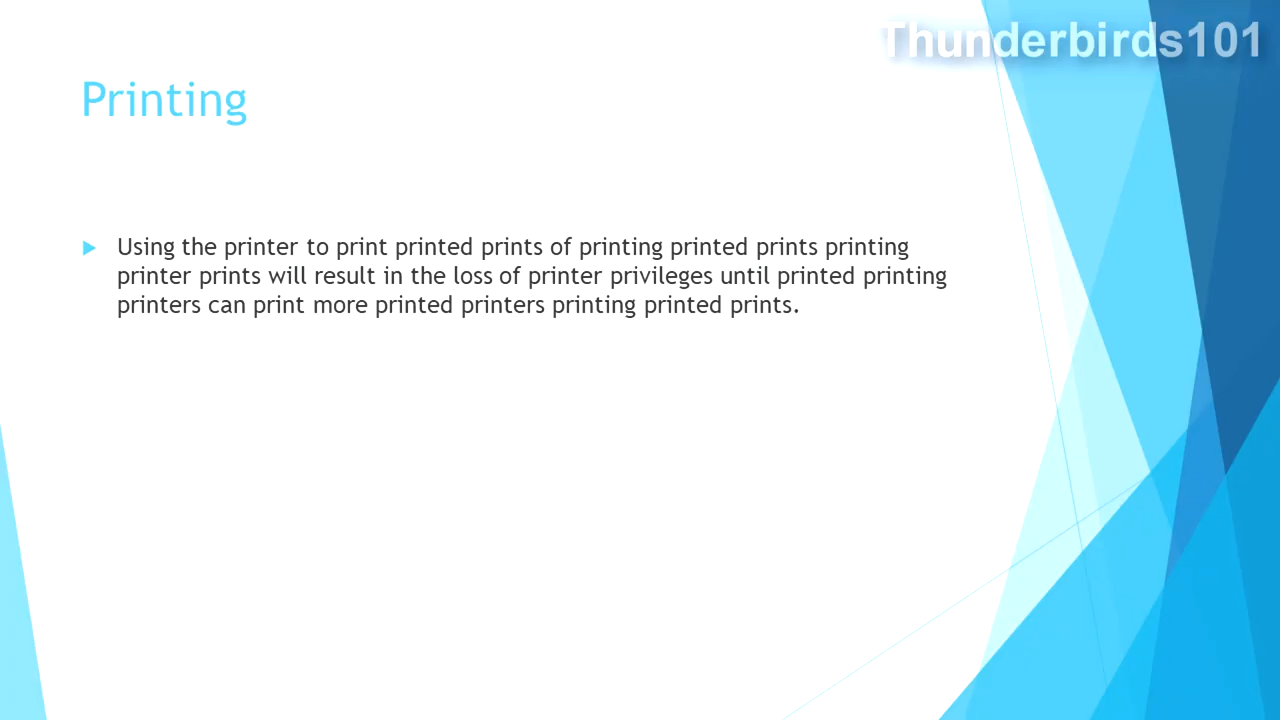 Thunderbirds101
Printing
Using the printer to print printed prints of printing printed prints printing
printer prints will result in the loss of printer privileges until printed printing
printers can print more printed printers printing printed prints.